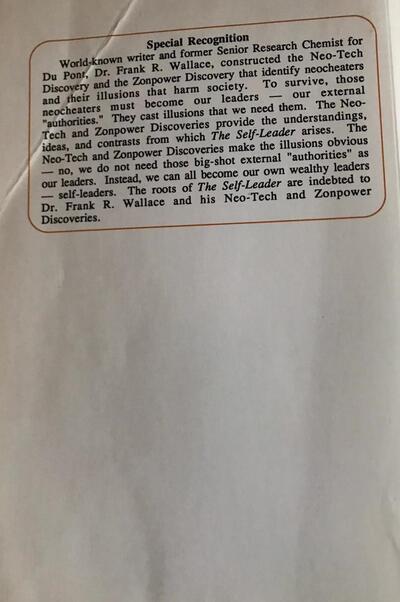 Special Recognition
World-known writer and former Senior Research Chemist for
Du Pont, Dr. Frank R. Wallace, constructed the Neo-Tech
Discovery and the Zonpower Discovery that identify neocheaters
and their illusions that harm society. To survive, those
neocheaters must become our leaders — our external
"authorities." They cast illusions that we need them. The Neo-
Tech and Zonpower Discoveries provide the understandings,
ideas, and contrasts from which The Self-Leader arises. The
Neo-Tech and Zonpower Discoveries make the illusions obvious
— no, we do not need those big-shot external "authorities" as
our leaders. Instead, we can all become our own wealthy leaders
— self-leaders. The roots of The Self-Leader are indebted to
Dr. Frank R. Wallace and his Neo-Tech and Zonpower
Discoveries.